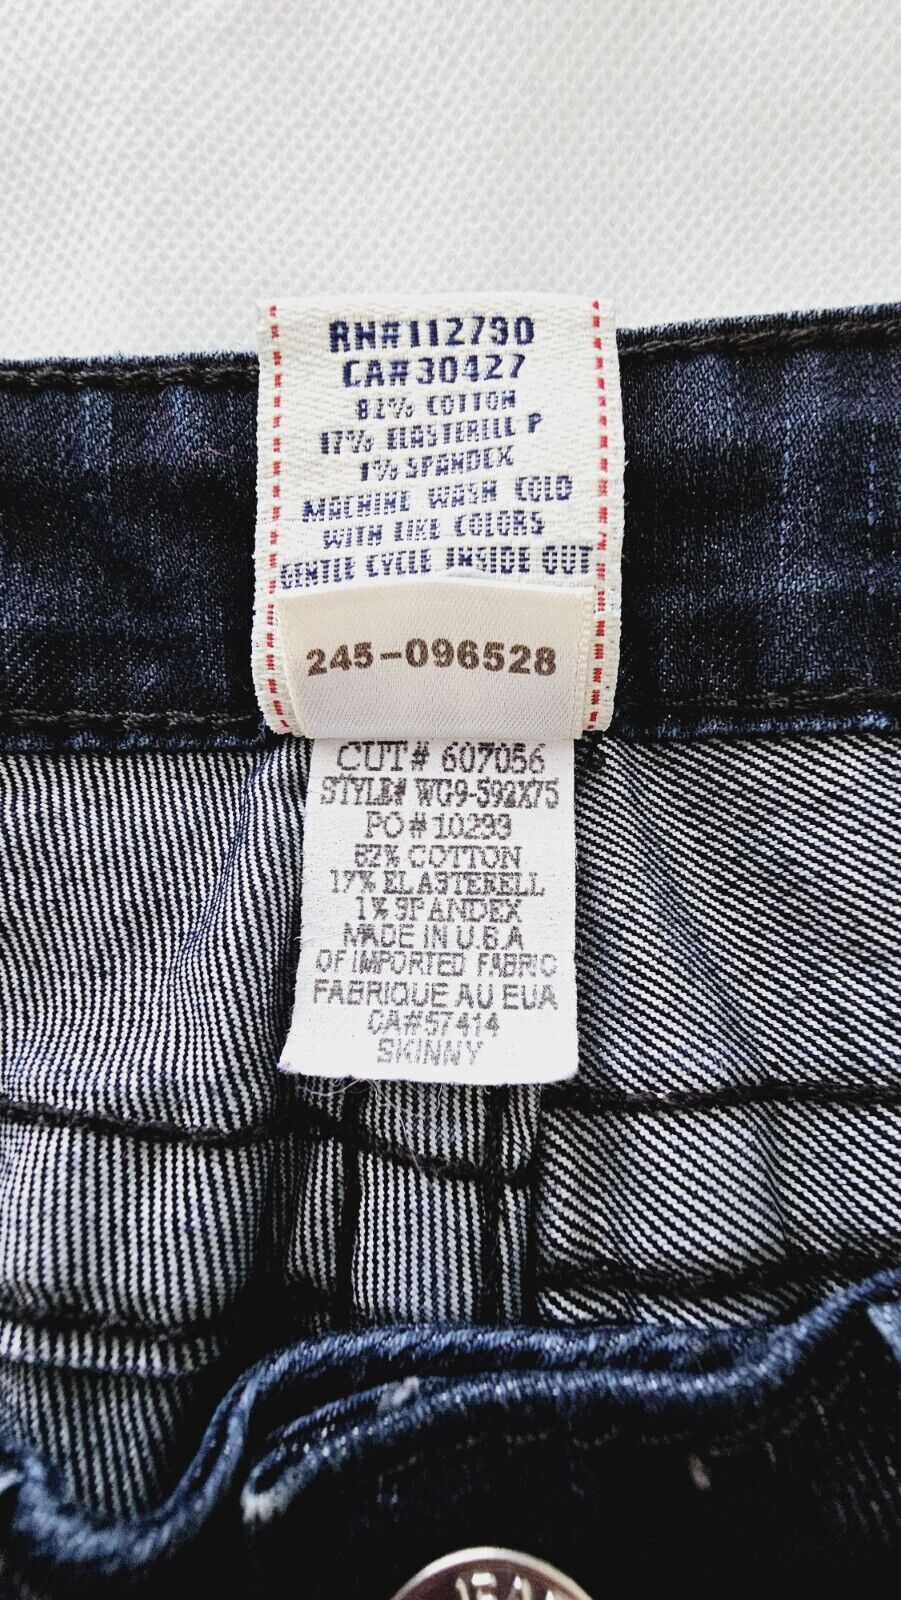 RN#112790
CA#30427
82% COTTON
17% ELASTERELL P
1% SPANDEX
MACHINE WASH COLD
WITH LIKE COLORS
GENTLE CYCLE INSIDE OUT
245-096528
CUT# 607056
STYLE# WG9-592X75
PO#10293
82% COTTON
17% ELASTERELL
1% SPANDEX
MADE IN U.S.A
OF IMPORTED FABRIC
FABRIQUE AU EUA
CA#57414
SKINNY